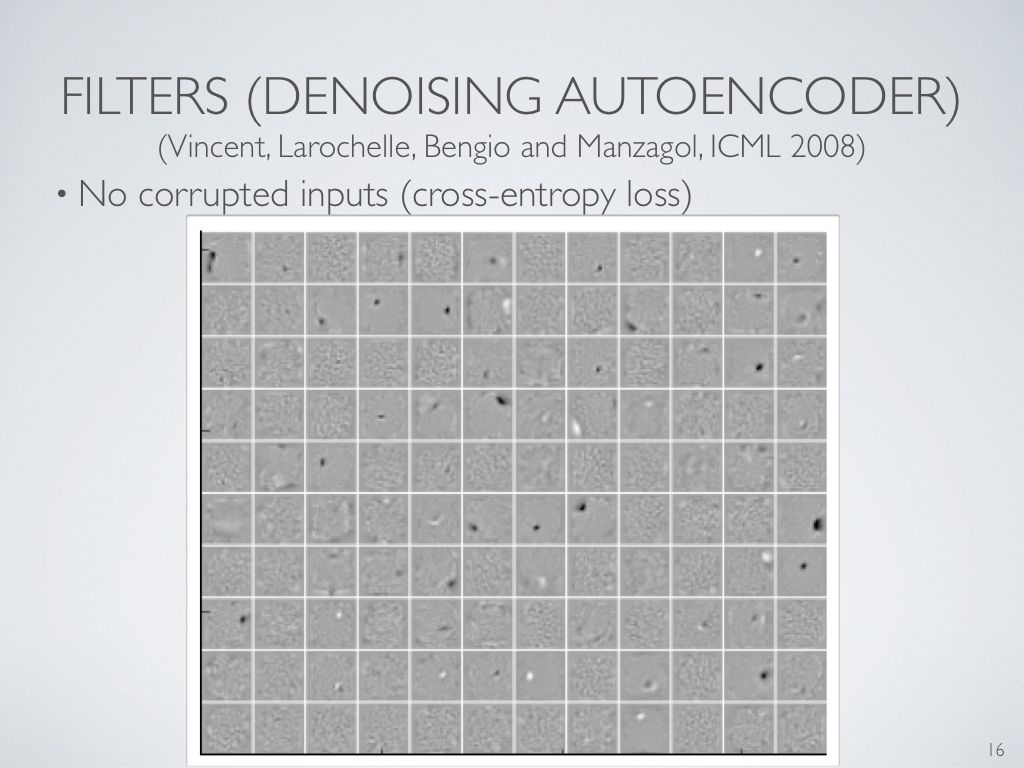 FILTERS (DENOISING AUTOENCODER)
(Vincent, Larochelle, Bengio and Manzagol, ICML 2008)
• No corrupted inputs (cross-entropy loss)
16